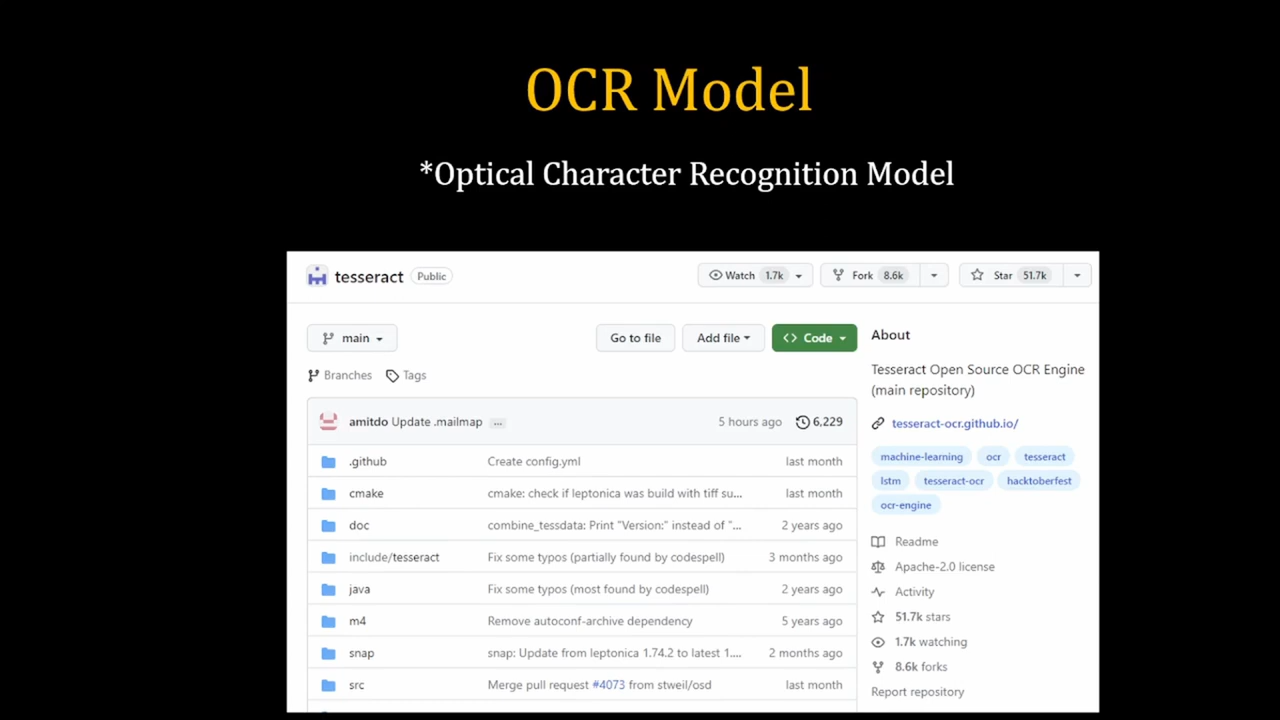 OCR Model
*Optical Character Recognition Model
tesseract Public
Watch 1.7k
Fork 8.6k
Star 51.7k
main
Go to file
Add file
Code
Branches
Tags
amitdo Update .mailmap ... 5 hours ago 6,229
.github Create config.yml last month
cmake cmake: check if leptonica was build with tiff su... last month
doc combine_tessdata: Print "Version:" instead of "... 2 years ago
include/tesseract Fix some typos (partially found by codespell) 3 months ago
java Fix some typos (most found by codespell) 2 years ago
m4 Remove autoconf-archive dependency 5 years ago
snap snap: Update from leptonica 1.74.2 to latest 1.... 2 months ago
src Merge pull request #4073 from stweil/osd last month
About
Tesseract Open Source OCR Engine
(main repository)
tesseract-ocr.github.io/
machine-learning ocr tesseract
lstm tesseract-ocr hacktoberfest
ocr-engine
Readme
Apache-2.0 license
Activity
51.7k stars
1.7k watching
8.6k forks
Report repository